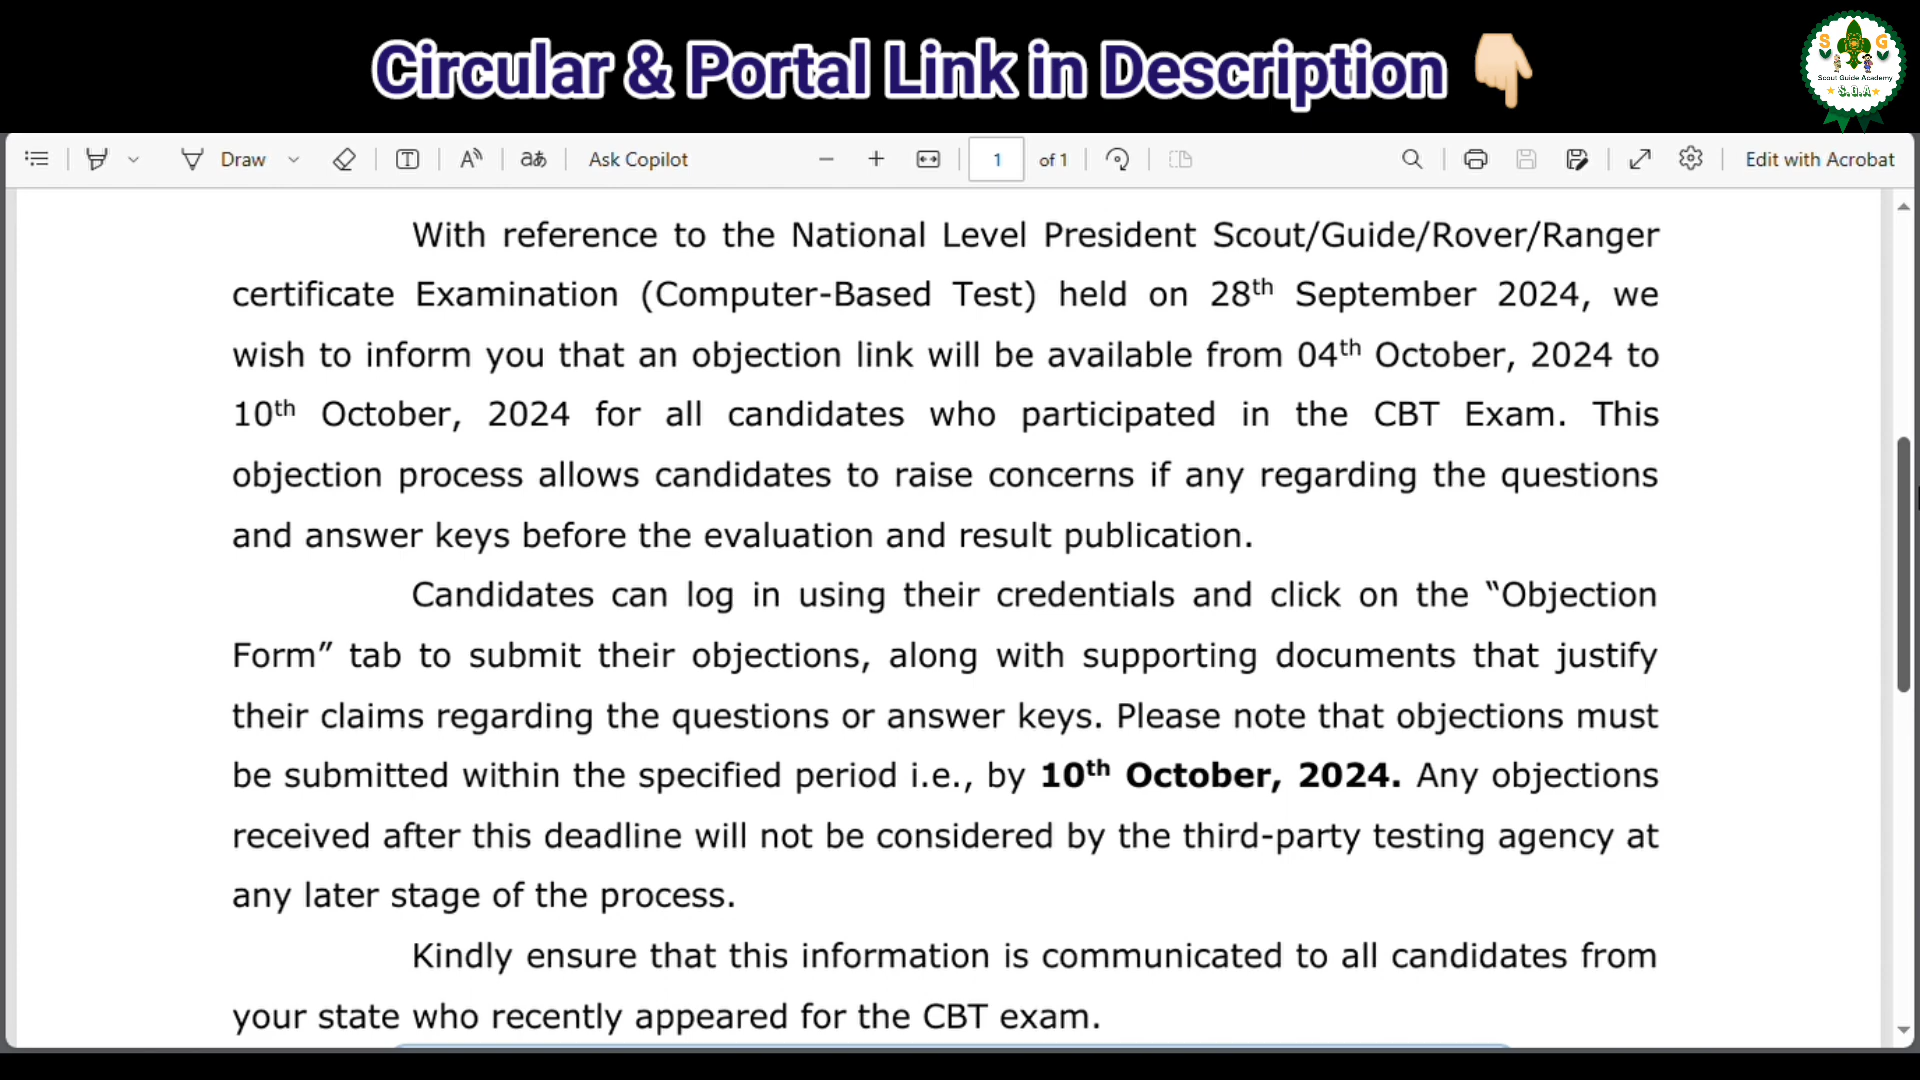 Circular & Portal Link in Description
S G
Scout Guide Academy
S.G.A
Draw
Ask Copilot
1 of 1
Edit with Acrobat
With reference to the National Level President Scout/Guide/Rover/Ranger
certificate Examination (Computer-Based Test) held on 28th September 2024, we
wish to inform you that an objection link will be available from 04th October, 2024 to
10th October, 2024 for all candidates who participated in the CBT Exam. This
objection process allows candidates to raise concerns if any regarding the questions
and answer keys before the evaluation and result publication.
Candidates can log in using their credentials and click on the “Objection
Form” tab to submit their objections, along with supporting documents that justify
their claims regarding the questions or answer keys. Please note that objections must
be submitted within the specified period i.e., by 10th October, 2024. Any objections
received after this deadline will not be considered by the third-party testing agency at
any later stage of the process.
Kindly ensure that this information is communicated to all candidates from
your state who recently appeared for the CBT exam.